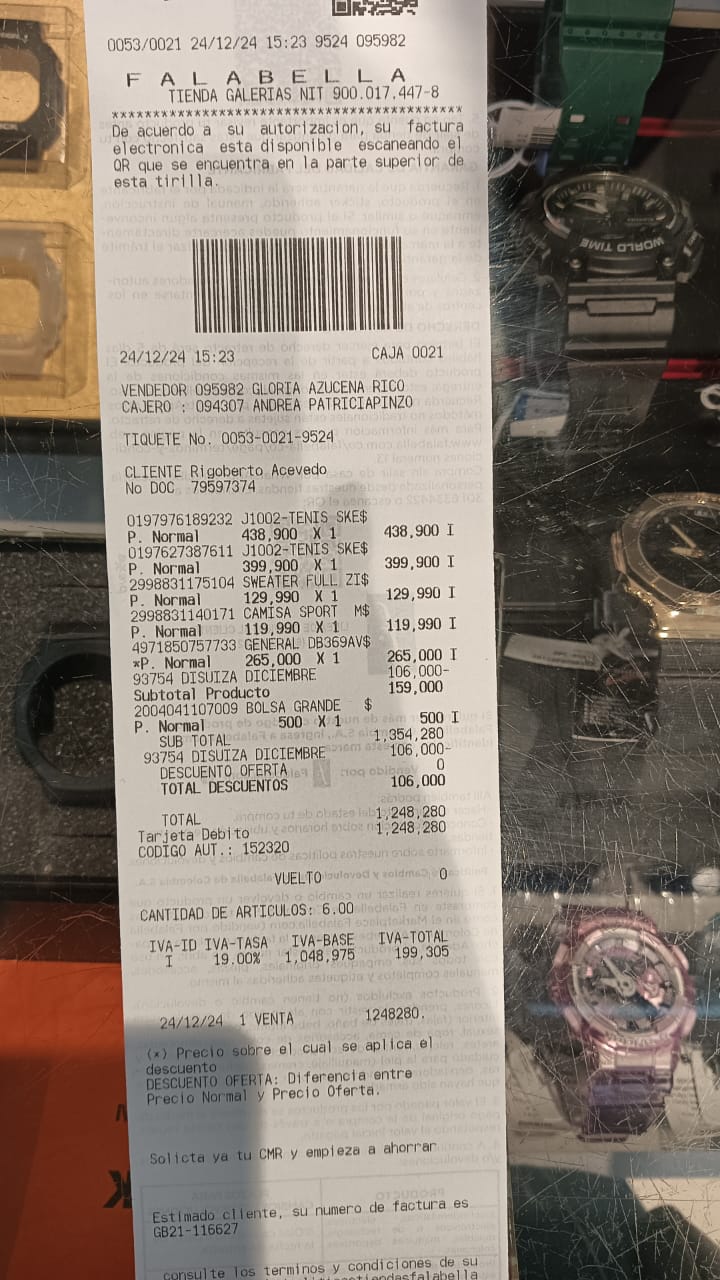 0053/0021 24/12/24 15:23 9524 095982
F A L A B E L L A
TIENDA GALERIAS NIT 900.017.447-8
******************************************
De acuerdo a su autorizacion, su factura
electronica esta disponible escaneando el
QR que se encuentra en la parte superior de
esta tirilla.
24/12/24 15:23 CAJA 0021
VENDEDOR 095982 GLORIA AZUCENA RICO
CAJERO : 094307 ANDREA PATRICIAPINZO
TIQUETE No. 0053-0021-9524
CLIENTE Rigoberto Acevedo
No DOC 79597374
0197976189232 J1002-TENIS SKE$
P. Normal 438,900 X 1 438,900 I
0197627387611 J1002-TENIS SKE$
P. Normal 399,900 X 1 399,900 I
2998831175104 SWEATER FULL ZI$
P. Normal 129,990 X 1 129,990 I
2998831140171 CAMISA SPORT M$
P. Normal 119,990 X 1 119,990 I
4971850757733 GENERAL DB369AV$
*P. Normal 265,000 X 1 265,000 I
93754 DISUIZA DICIEMBRE 106,000-
Subtotal Producto 159,000
2004041107009 BOLSA GRANDE $
P. Normal 500 X 1 500 I
SUB TOTAL 1,354,280
93754 DISUIZA DICIEMBRE 106,000-
DESCUENTO OFERTA 0
TOTAL DESCUENTOS 106,000
TOTAL 1,248,280
Tarjeta Debito 1,248,280
CODIGO AUT.: 152320
VUELTO 0
CANTIDAD DE ARTICULOS: 6.00
IVA-ID IVA-TASA IVA-BASE IVA-TOTAL
I 19.00% 1,048,975 199,305
24/12/24 1 VENTA 1248280.
(*) Precio sobre el cual se aplica el
descuento
DESCUENTO OFERTA: Diferencia entre
Precio Normal y Precio Oferta.
Solicta ya tu CMR y empieza a ahorrar
Estimado cliente, su numero de factura es
GB21-116627
consulte los terminos y condiciones de su
WORLD TIME